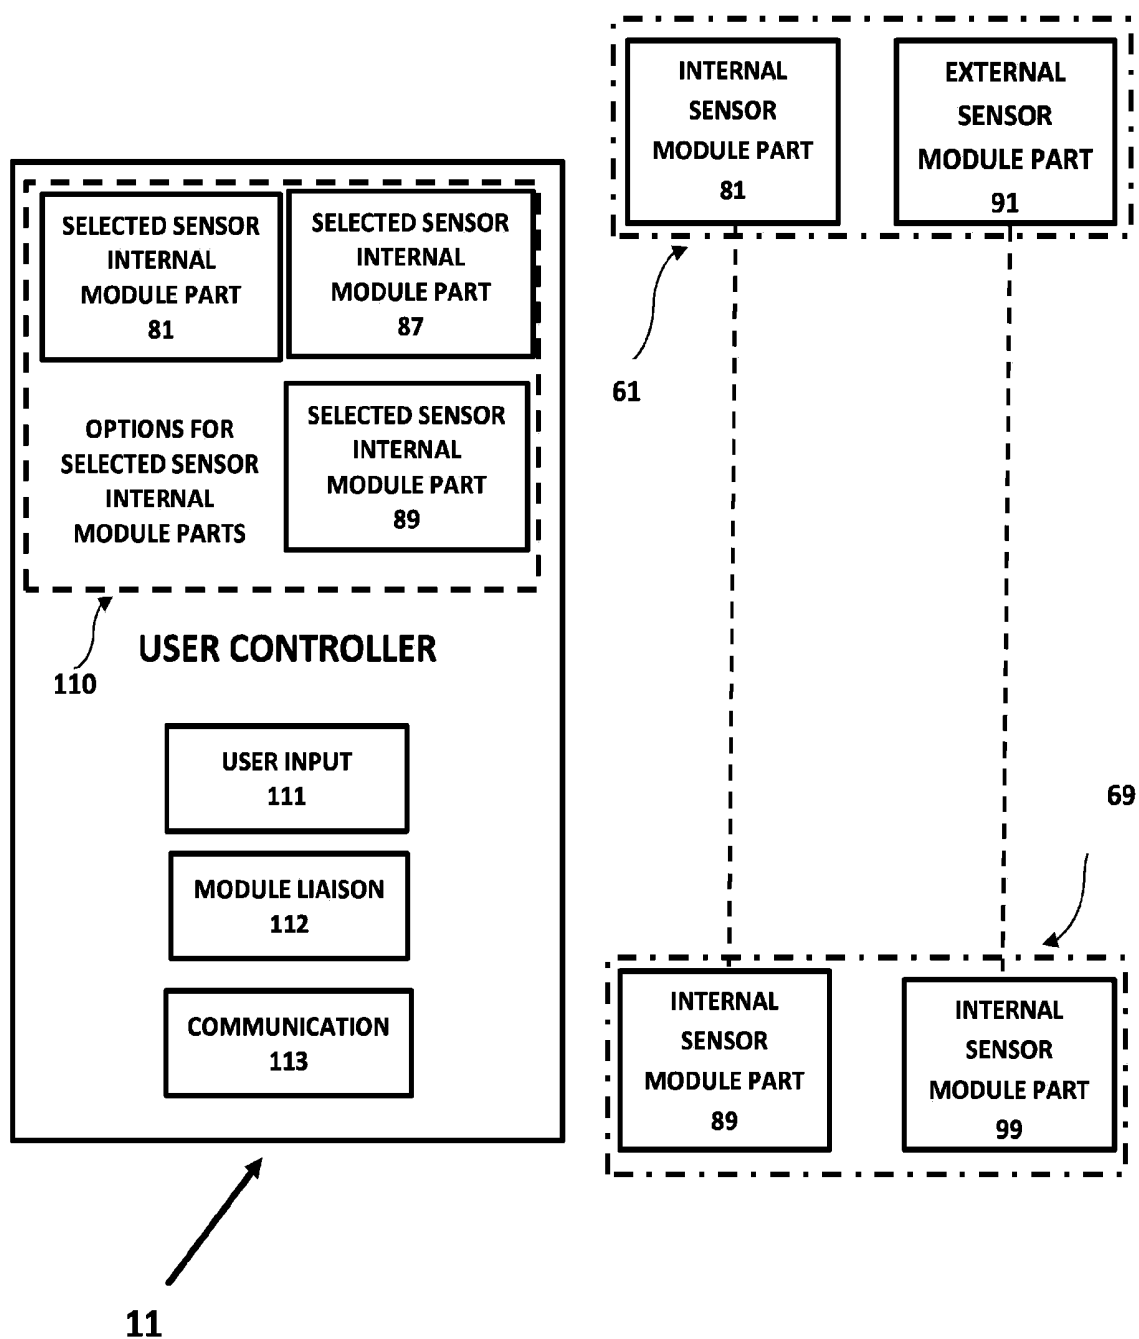 SELECTED SENSOR
INTERNAL
MODULE PART
81
SELECTED SENSOR
INTERNAL
MODULE PART
87
OPTIONS FOR
SELECTED SENSOR
INTERNAL
MODULE PARTS
SELECTED SENSOR
INTERNAL
MODULE PART
89
110
USER CONTROLLER
USER INPUT
111
MODULE LIAISON
112
COMMUNICATION
113
11
INTERNAL
SENSOR
MODULE PART
81
EXTERNAL
SENSOR
MODULE PART
91
61
69
INTERNAL
SENSOR
MODULE PART
89
INTERNAL
SENSOR
MODULE PART
99